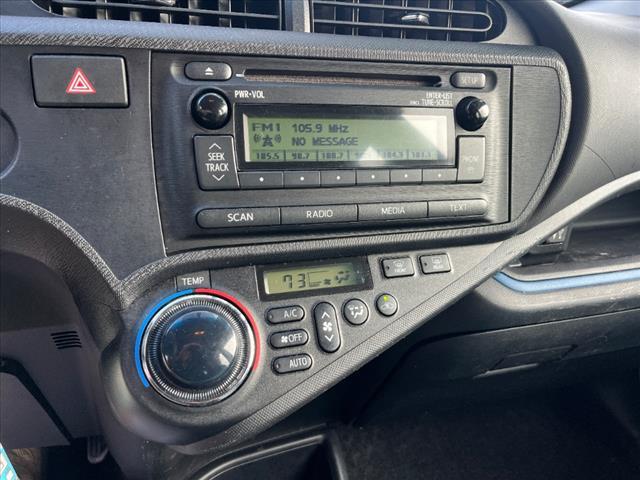 SETUP
PWR•VOL
ENTER•LIST
TUNE•SCROLL
FM1 105.9 MHz
NO MESSAGE
SEEK
TRACK
PHONE
SCAN RADIO MEDIA TEXT
TEMP
73
A/C
OFF
AUTO